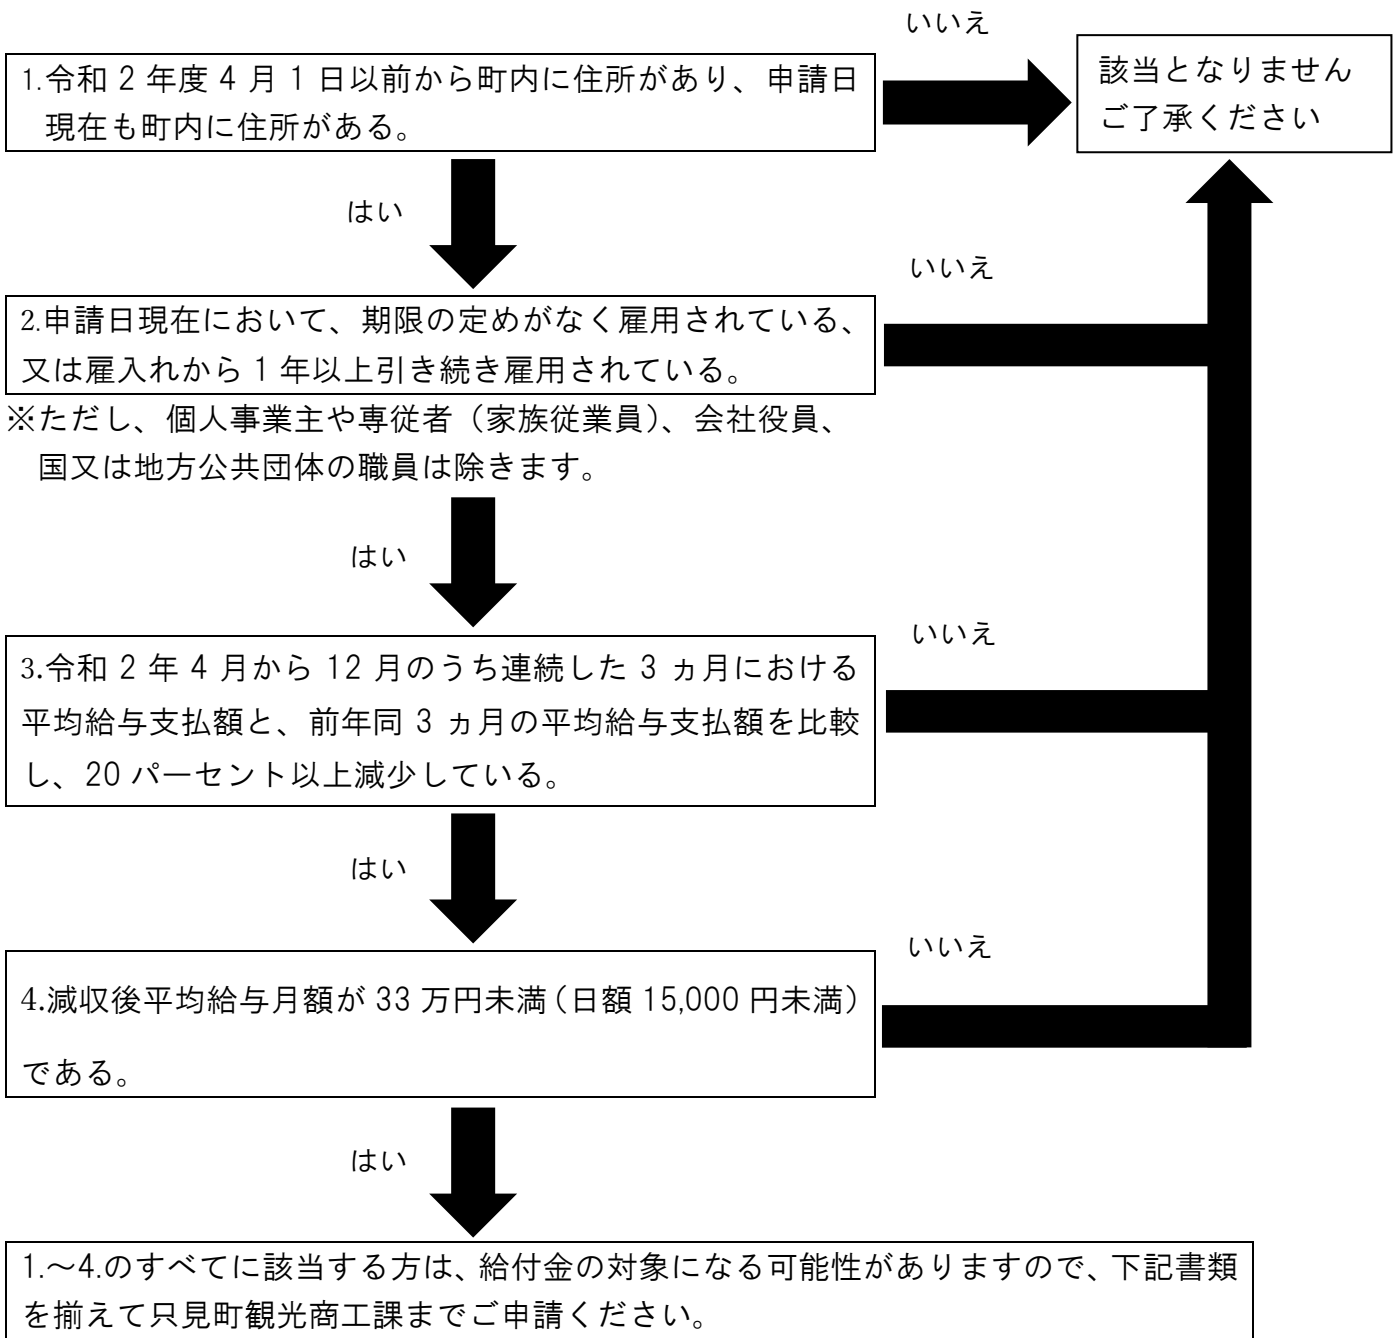 いいえ
1.令和 2 年度 4 月 1 日以前から町内に住所があり、申請日
現在も町内に住所がある。
該当となりません
ご了承ください
はい
いいえ
2.申請日現在において、期限の定めがなく雇用されている、
又は雇入れから 1 年以上引き続き雇用されている。
※ただし、個人事業主や専従者（家族従業員）、会社役員、
国又は地方公共団体の職員は除きます。
はい
いいえ
3.令和 2 年 4 月から 12 月のうち連続した 3 ヵ月における
平均給与支払額と、前年同 3 ヵ月の平均給与支払額を比較
し、20 パーセント以上減少している。
はい
いいえ
4.減収後平均給与月額が 33 万円未満（日額 15,000 円未満）
である。
はい
1.～4.のすべてに該当する方は、給付金の対象になる可能性がありますので、下記書類
を揃えて只見町観光商工課までご申請ください。